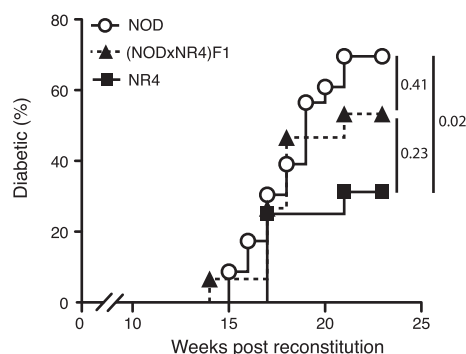 80
60
40
20
0
Diabetic (%)
NOD
(NODxNR4)F1
NR4
0.41
0.02
0.23
0 10 15 20 25
Weeks post reconstitution